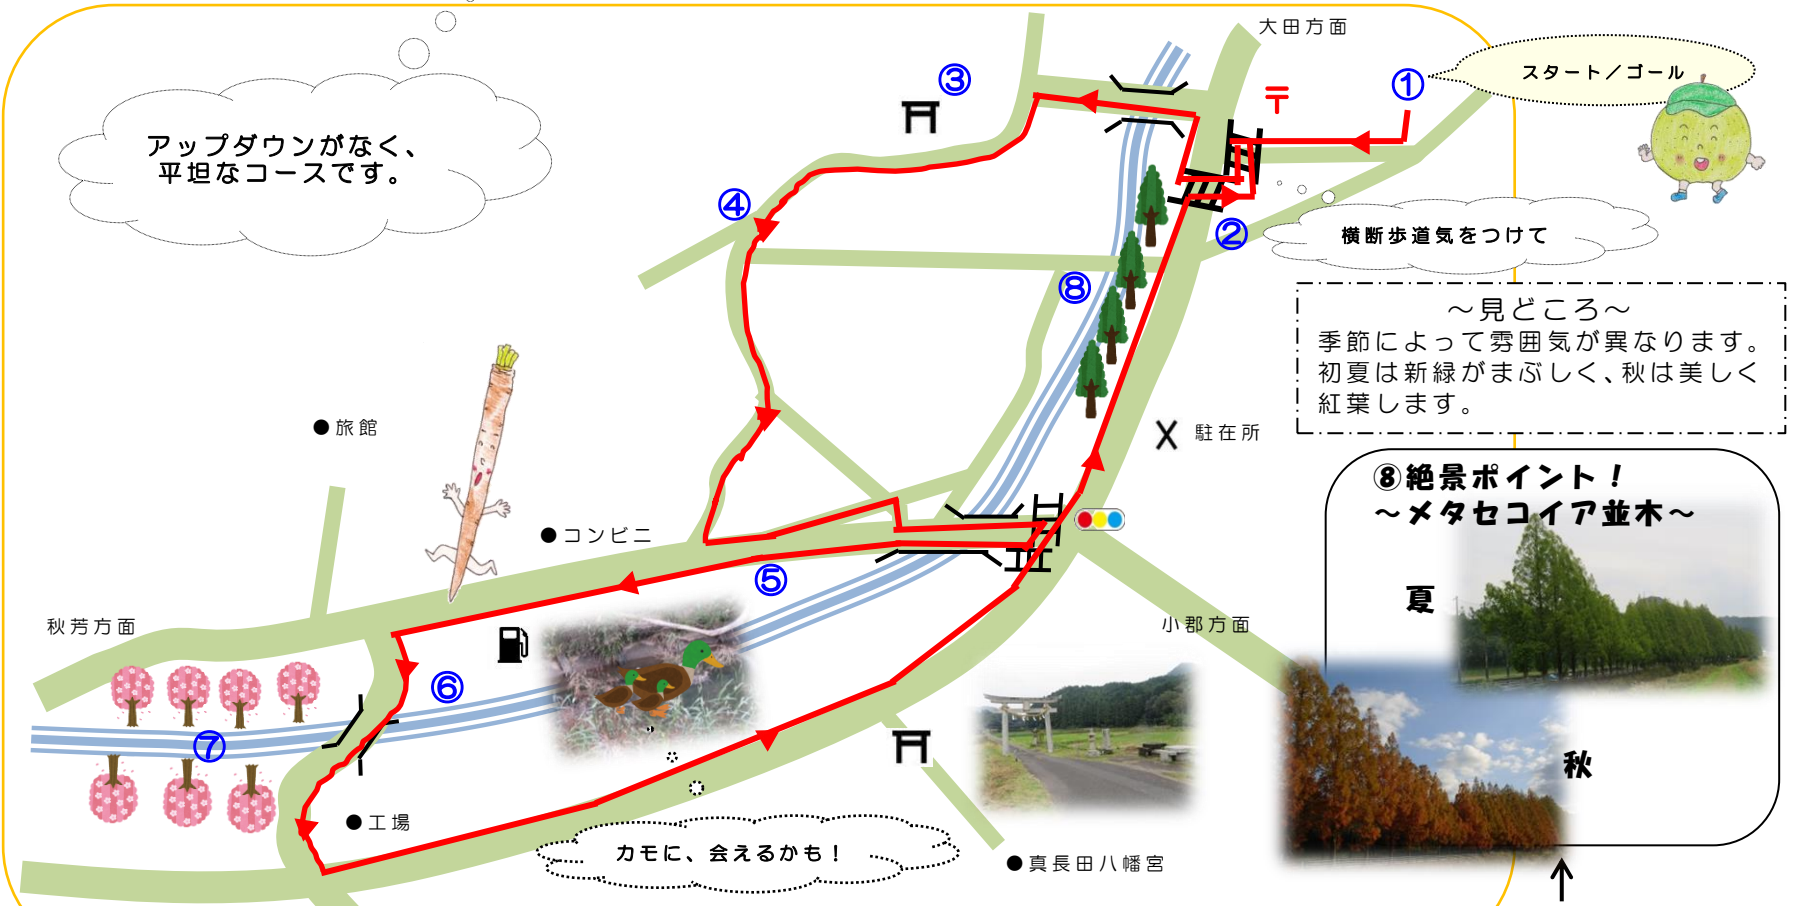 大田方面
③
①
スタート／ゴール
〒
アップダウンがなく、
平坦なコースです。
④
②
横断歩道気をつけて
⑧
～見どころ～
季節によって雰囲気が異なります。
初夏は新緑がまぶしく、秋は美しく
紅葉します。
●旅館
X 駐在所
⑧絶景ポイント！
～メタセコイア並木～
●コンビニ
⑤
夏
秋芳方面
小郡方面
⑥
⑦
秋
●工場
カモに、会えるかも！
●真長田八幡宮